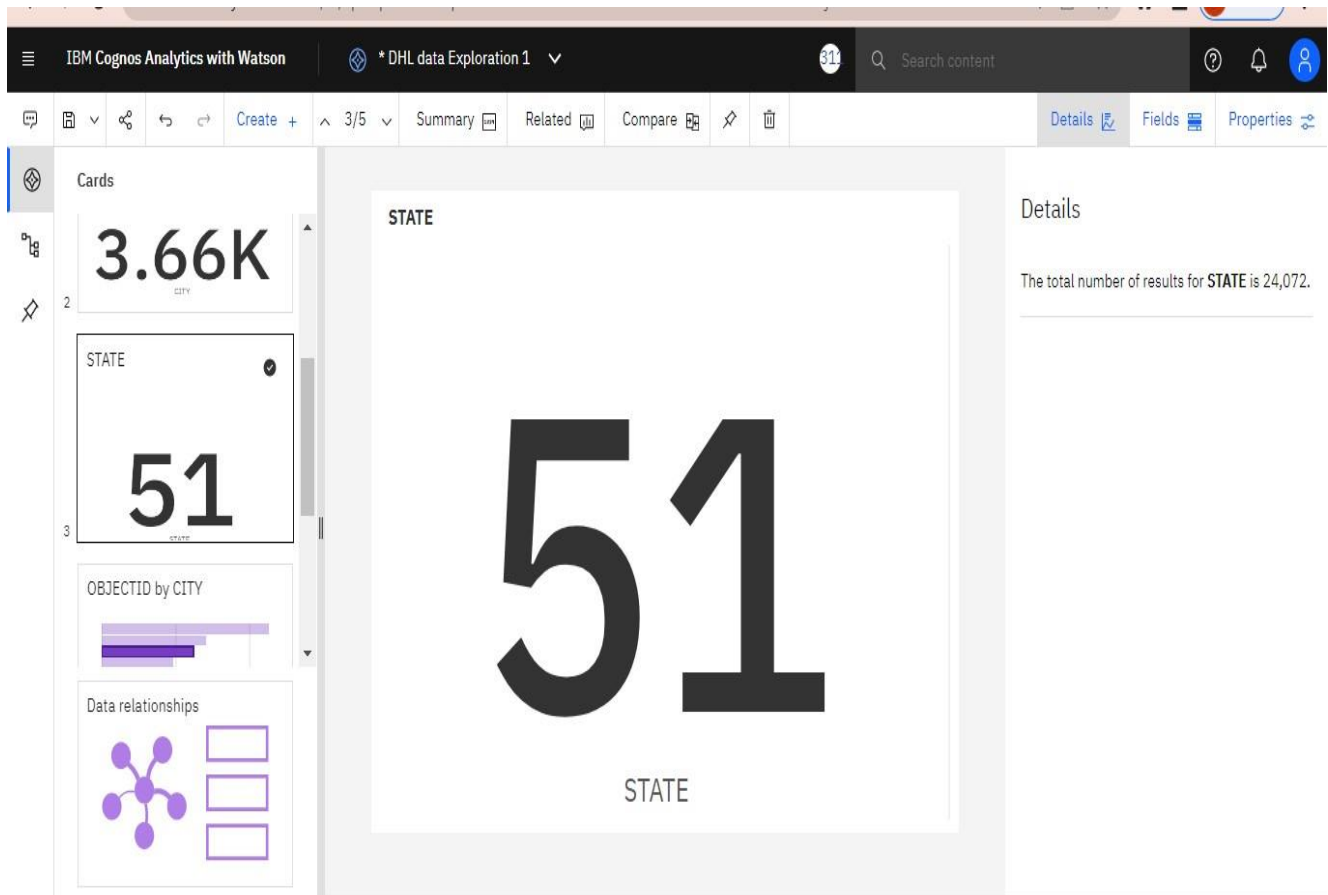 IBM Cognos Analytics with Watson
* DHL data Exploration 1
311
Search content
Create +
3/5
Summary
Related
Compare
Details
Fields
Properties
Cards
3.66K
CITY
2
STATE
51
STATE
3
OBJECTID by CITY
Data relationships
STATE
51
STATE
Details
The total number of results for STATE is 24,072.